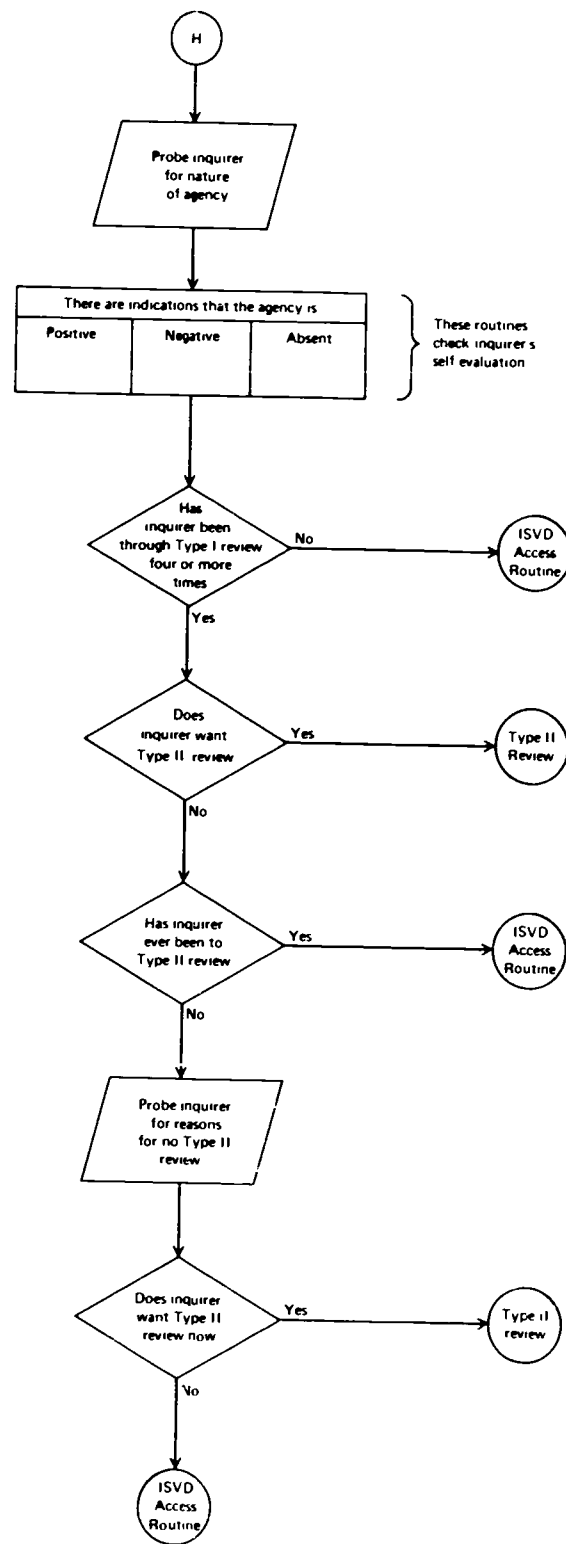 H
Probe inquirer
for nature
of agency
There are indications that the agency is
Positive
Negative
Absent
These routines
check inquirer's
self evaluation
Has
inquirer been
through Type I review
four or more
times
No
ISVD
Access
Routine
Yes
Does
inquirer want
Type II review
Yes
Type II
Review
No
Has inquirer
ever been to
Type II review
Yes
ISVD
Access
Routine
No
Probe inquirer
for reasons
for no Type II
review
Does inquirer
want Type II
review now
Yes
Type II
review
No
ISVD
Access
Routine